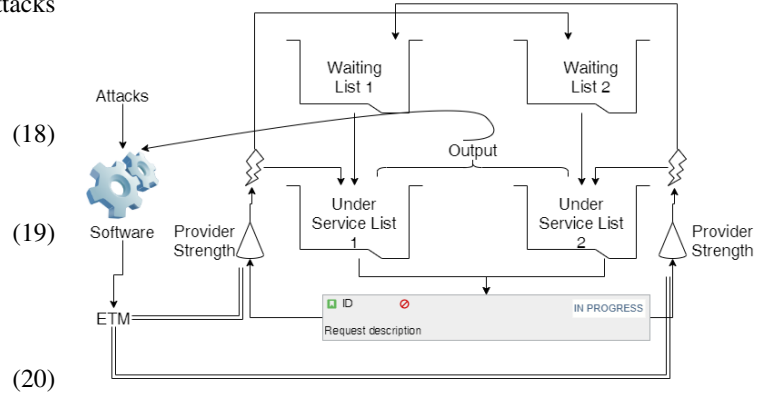 ttacks
Waiting
List 1
Waiting
List 2
Attacks
(18)
Output
Under
Service List
1
Under
Service List
2
(19)
Software
Provider
Strength
Provider
Strength
ID
IN PROGRESS
ETM
Request description
(20)